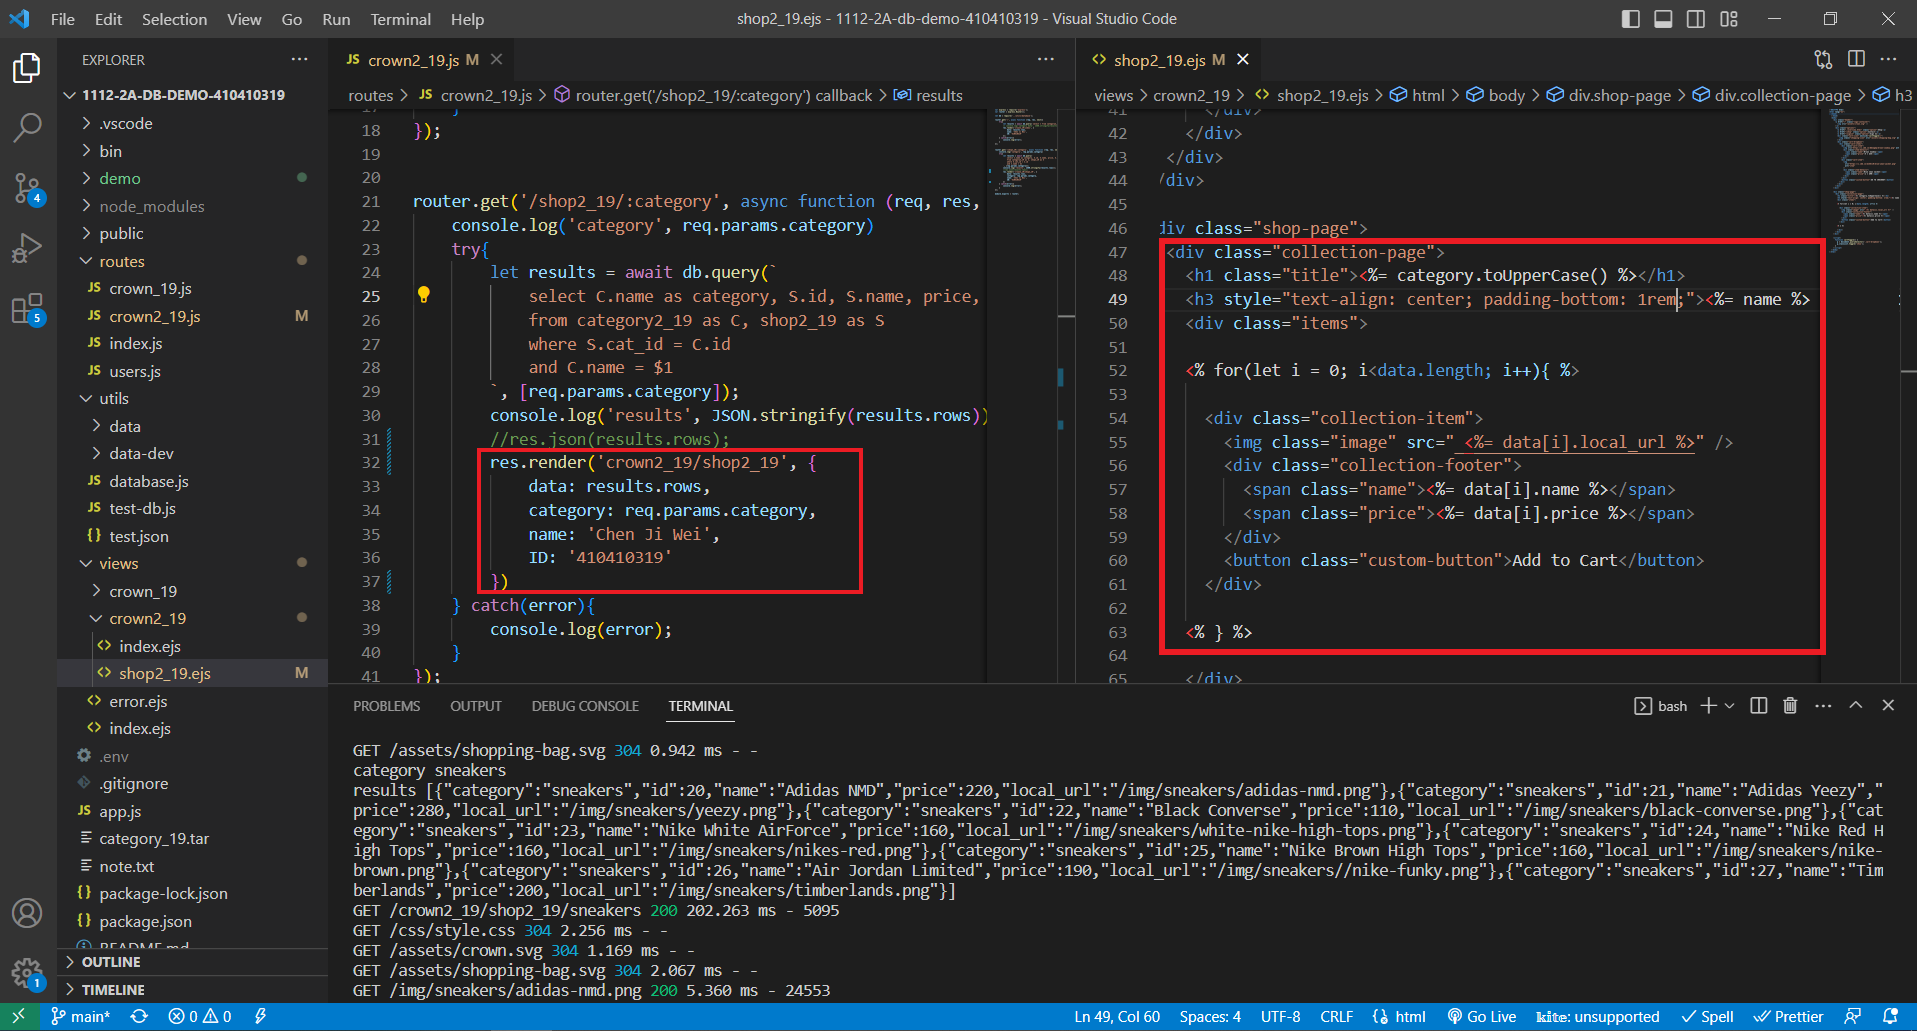 File Edit Selection View Go Run Terminal Help
shop2_19.ejs - 1112-2A-db-demo-410410319 - Visual Studio Code
EXPLORER
1112-2A-DB-DEMO-410410319
.vscode
bin
demo
node_modules
public
routes
crown_19.js
crown2_19.js M
index.js
users.js
utils
data
data-dev
database.js
test-db.js
test.json
views
crown_19
crown2_19
index.ejs
shop2_19.ejs M
error.ejs
index.ejs
.env
.gitignore
app.js
category_19.tar
note.txt
package-lock.json
package.json
README.md
OUTLINE
TIMELINE
4
5
1
JS crown2_19.js M
routes > JS crown2_19.js > router.get('/shop2_19/:category') callback > results
18 });
19
20
21 router.get('/shop2_19/:category', async function (req, res,
22 console.log('category', req.params.category)
23 try{
24 let results = await db.query(`
25 select C.name as category, S.id, S.name, price,
26 from category2_19 as C, shop2_19 as S
27 where S.cat_id = C.id
28 and C.name = $1
29 `, [req.params.category]);
30 console.log('results', JSON.stringify(results.rows))
31 //res.json(results.rows);
32 res.render('crown2_19/shop2_19', {
33 data: results.rows,
34 category: req.params.category,
35 name: 'Chen Ji Wei',
36 ID: '410410319'
37 })
38 } catch(error){
39 console.log(error);
40 }
41 });
shop2_19.ejs M
views > crown2_19 > shop2_19.ejs > html > body > div.shop-page > div.collection-page > h3
41 </div>
42 </div>
43 </div>
44 /div>
45
46 div class="shop-page">
47 <div class="collection-page">
48 <h1 class="title"><%= category.toUpperCase() %></h1>
49 <h3 style="text-align: center; padding-bottom: 1rem;"><%= name %>
50 <div class="items">
51
52 <% for(let i = 0; i<data.length; i++){ %>
53
54 <div class="collection-item">
55 <img class="image" src=" <%= data[i].local_url %>" />
56 <div class="collection-footer">
57 <span class="name"><%= data[i].name %></span>
58 <span class="price"><%= data[i].price %></span>
59 </div>
60 <button class="custom-button">Add to Cart</button>
61 </div>
62
63 <% } %>
64
65 </div>
PROBLEMS OUTPUT DEBUG CONSOLE TERMINAL
bash
GET /assets/shopping-bag.svg 304 0.942 ms - -
category sneakers
results [{"category":"sneakers","id":20,"name":"Adidas NMD","price":220,"local_url":"/img/sneakers/adidas-nmd.png"},{"category":"sneakers","id":21,"name":"Adidas Yeezy","
price":280,"local_url":"/img/sneakers/yeezy.png"},{"category":"sneakers","id":22,"name":"Black Converse","price":110,"local_url":"/img/sneakers/black-converse.png"},{"cat
egory":"sneakers","id":23,"name":"Nike White AirForce","price":160,"local_url":"/img/sneakers/white-nike-high-tops.png"},{"category":"sneakers","id":24,"name":"Nike Red H
igh Tops","price":160,"local_url":"/img/sneakers/nikes-red.png"},{"category":"sneakers","id":25,"name":"Nike Brown High Tops","price":160,"local_url":"/img/sneakers/nike-
brown.png"},{"category":"sneakers","id":26,"name":"Air Jordan Limited","price":190,"local_url":"/img/sneakers//nike-funky.png"},{"category":"sneakers","id":27,"name":"Tim
berlands","price":200,"local_url":"/img/sneakers/timberlands.png"}]
GET /crown2_19/shop2_19/sneakers 200 202.263 ms - 5095
GET /css/style.css 304 2.256 ms - -
GET /assets/crown.svg 304 1.169 ms - -
GET /assets/shopping-bag.svg 304 2.067 ms - -
GET /img/sneakers/adidas-nmd.png 200 5.360 ms - 24553
main* 0 0 Ln 49, Col 60 Spaces: 4 UTF-8 CRLF html Go Live kite: unsupported Spell Prettier